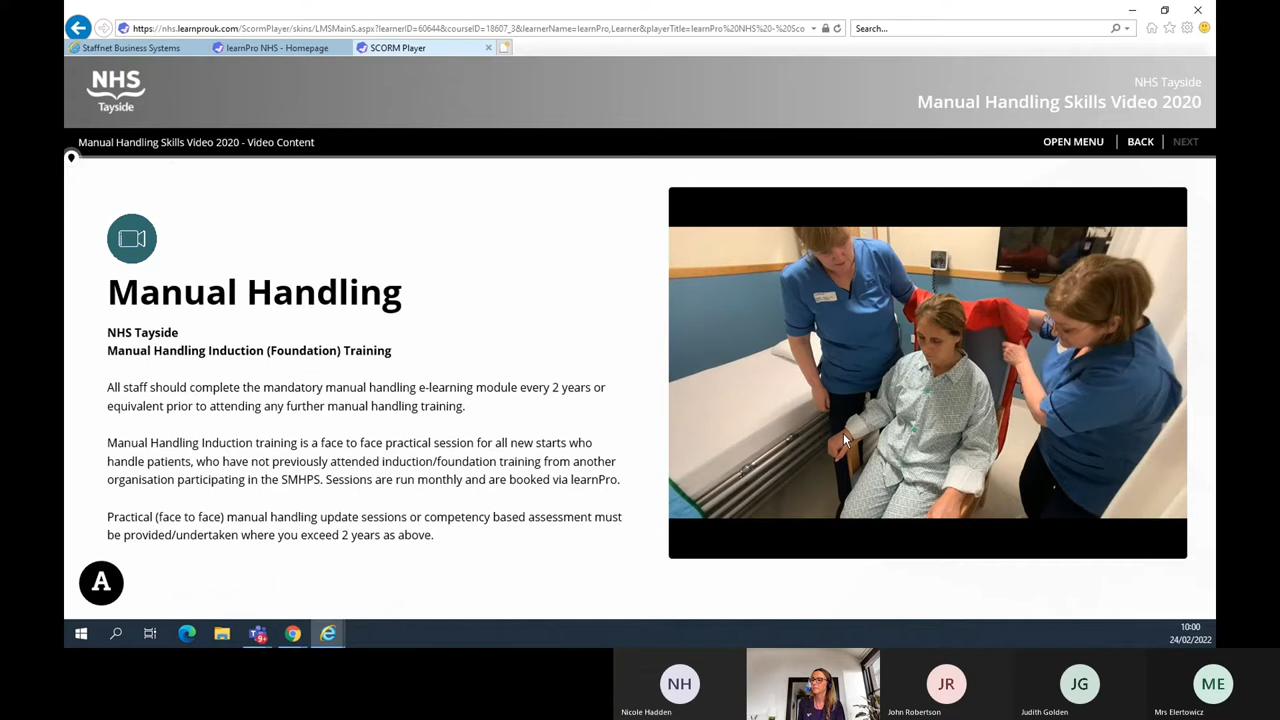 https://nhs.learnprouk.com/ScormPlayer/skins/LMSMainS.aspx?learnerID=60644&courseID=18607_3&learnerName=learnPro,Learner&playerTitle=learnPro%20NHS%20-%20Sco
Search...
Staffnet Business Systems
learnPro NHS - Homepage
SCORM Player
NHS
Tayside
NHS Tayside
Manual Handling Skills Video 2020
Manual Handling Skills Video 2020 - Video Content
OPEN MENU
BACK
NEXT
Manual Handling
NHS Tayside
Manual Handling Induction (Foundation) Training
All staff should complete the mandatory manual handling e-learning module every 2 years or
equivalent prior to attending any further manual handling training.
Manual Handling Induction training is a face to face practical session for all new starts who
handle patients, who have not previously attended induction/foundation training from another
organisation participating in the SMHPS. Sessions are run monthly and are booked via learnPro.
Practical (face to face) manual handling update sessions or competency based assessment must
be provided/undertaken where you exceed 2 years as above.
A
9+
10:00
24/02/2022
NH
JR
JG
ME
Nicole Hadden
John Robertson
Judith Golden
Mrs Elertowicz